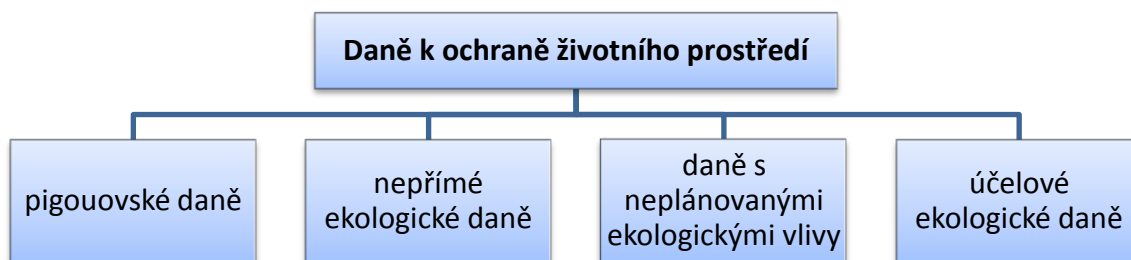 Daně k ochraně životního prostředí
pigouovské daně
nepřímé
ekologické daně
daně s
neplánovanými
ekologickými vlivy
účelové
ekologické daně